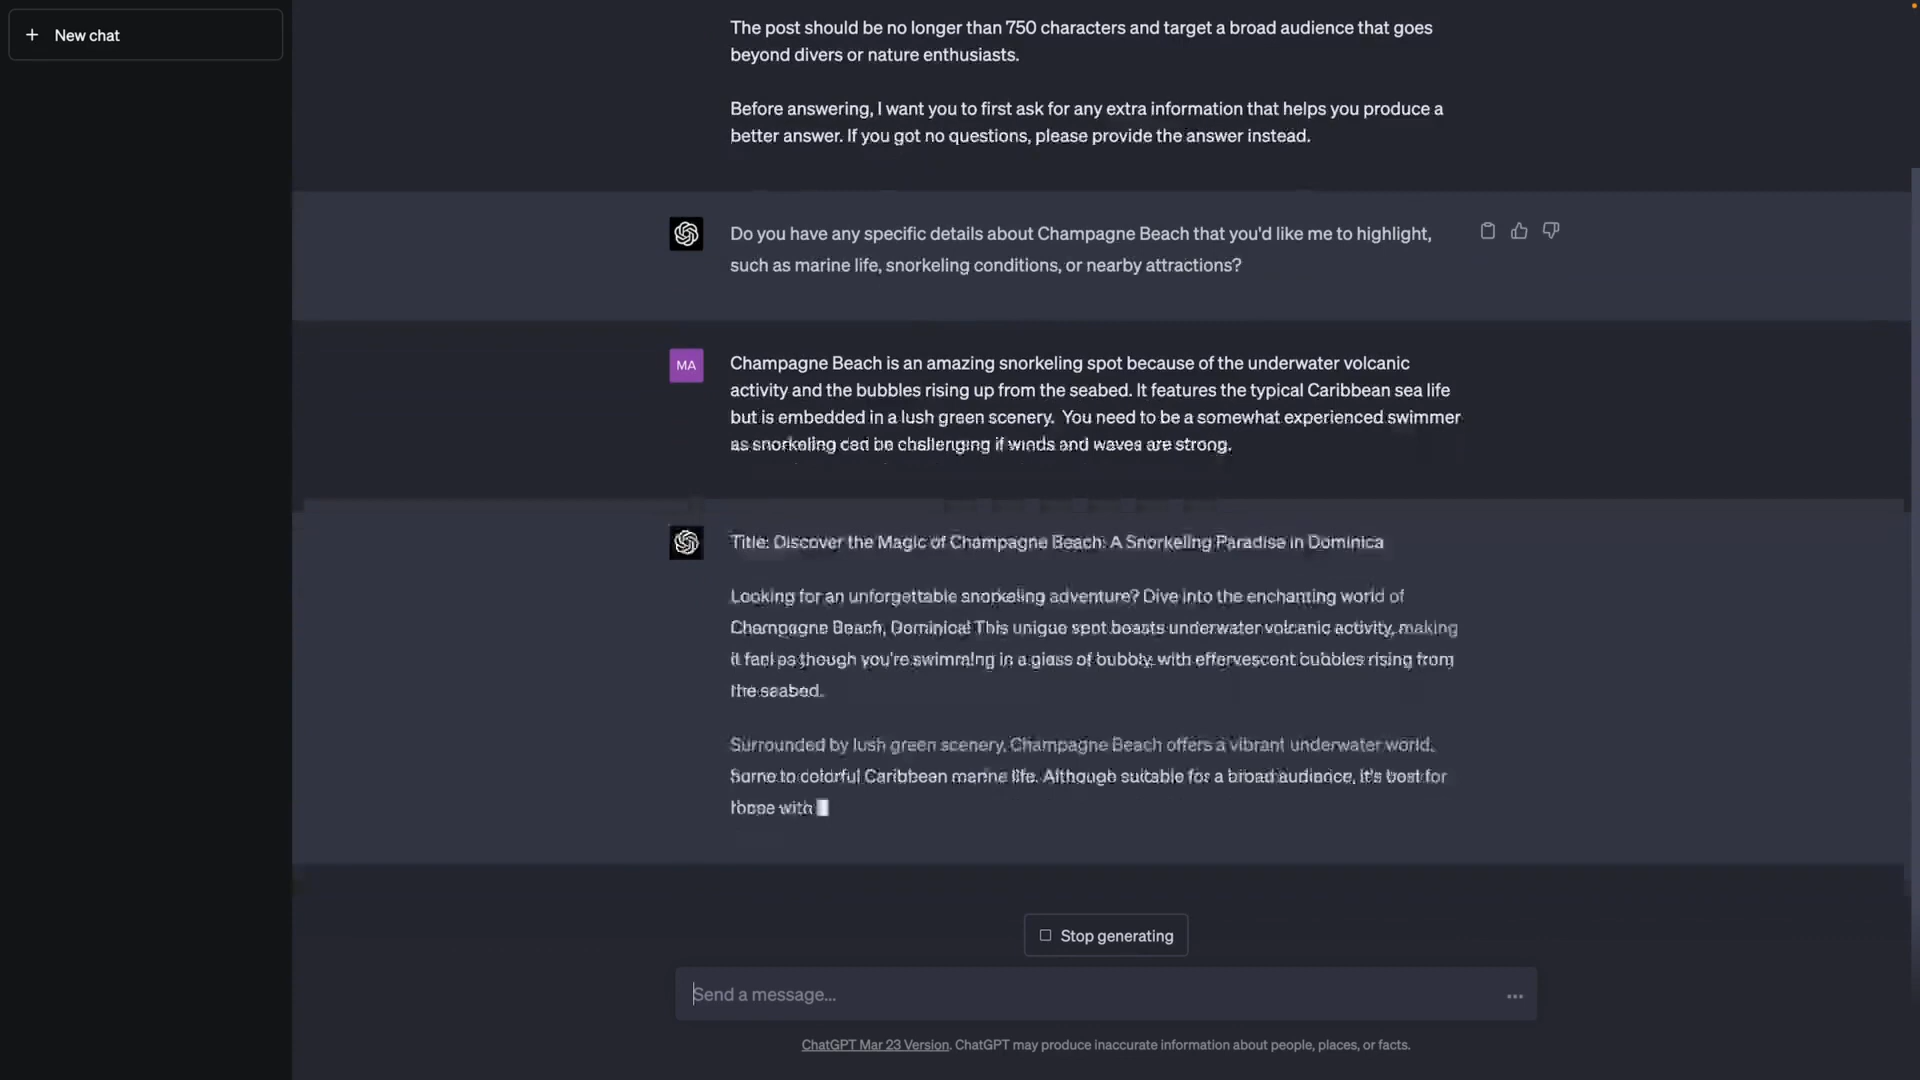 The post should be no longer than 750 characters and target a broad audience that goes
beyond divers or nature enthusiasts.
Before answering, I want you to first ask for any extra information that helps you produce a
better answer. If you got no questions, please provide the answer instead.
+ New chat
Do you have any specific details about Champagne Beach that you'd like me to highlight,
such as marine life, snorkeling conditions, or nearby attractions?
MA
Champagne Beach is an amazing snorkeling spot because of the underwater volcanic
activity and the bubbles rising up from the seabed. It features the typical Caribbean sea life
but is embedded in a lush green scenery. You need to be a somewhat experienced swimmer
as snorkeling can be challenging if winds and waves are strong.
Title: Discover the Magic of Champagne Beach: A Snorkeling Paradise in Dominica
Looking for an unforgettable snorkeling adventure? Dive into the enchanting world of
Champagne Beach, Dominica! This unique spot boasts underwater volcanic activity, making
it feel as though you're swimming in a glass of bubbly with effervescent bubbles rising from
the seabed.
Surrounded by lush green scenery, Champagne Beach offers a vibrant underwater world.
to colorful Caribbean marine life. Although suitable for a broad audience, it's best for
those with
Stop generating
Send a message...
ChatGPT Mar 23 Version. ChatGPT may produce inaccurate information about people, places, or facts.